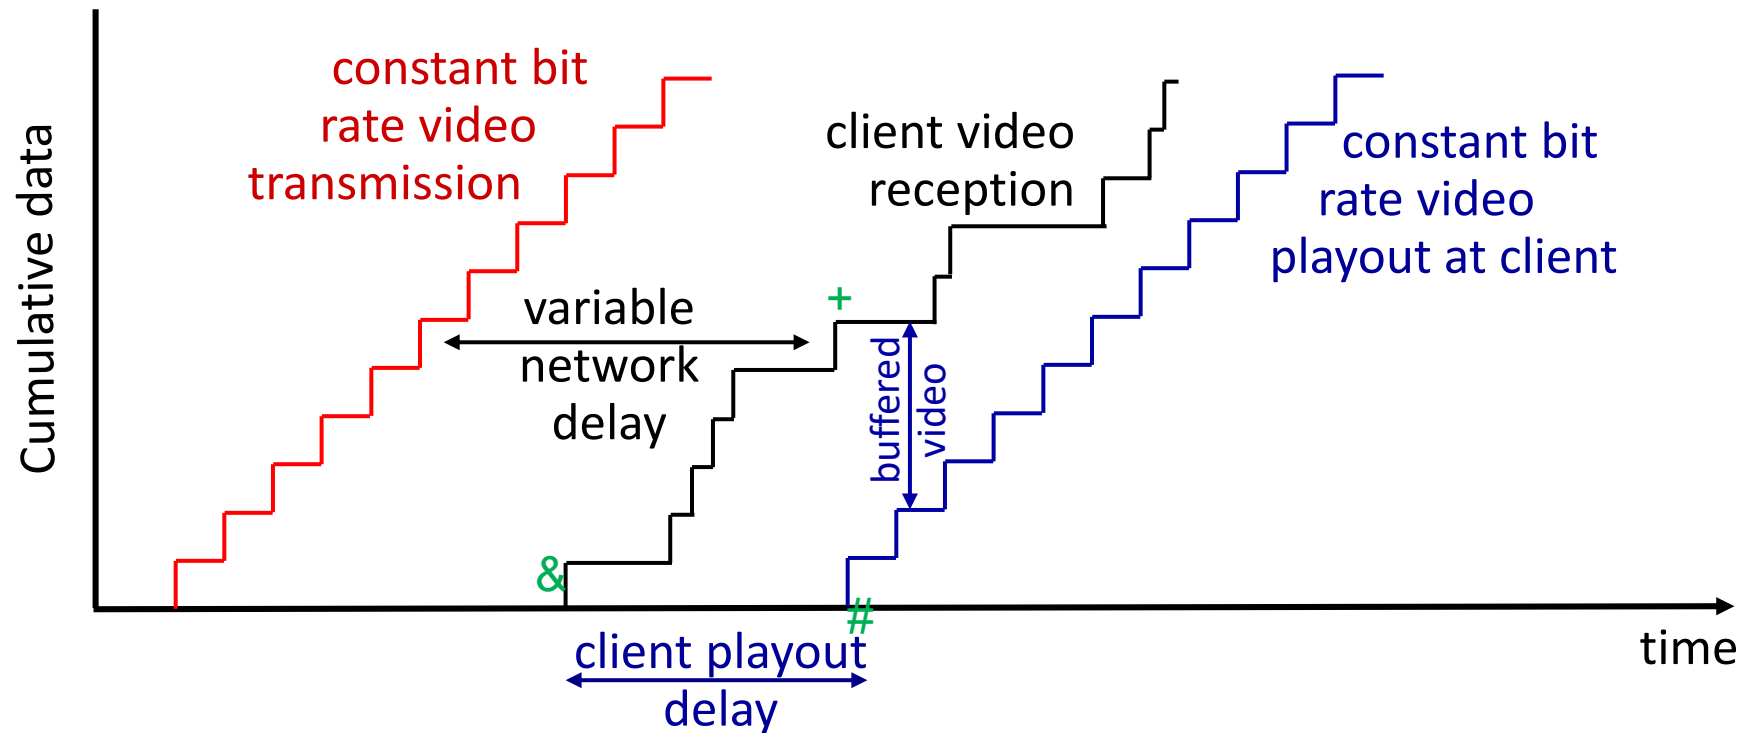 constant bit
rate video
transmission
client video
reception
constant bit
rate video
playout at client
Cumulative data
variable
network
delay
+
buffered
video
&
#
client playout
delay
time